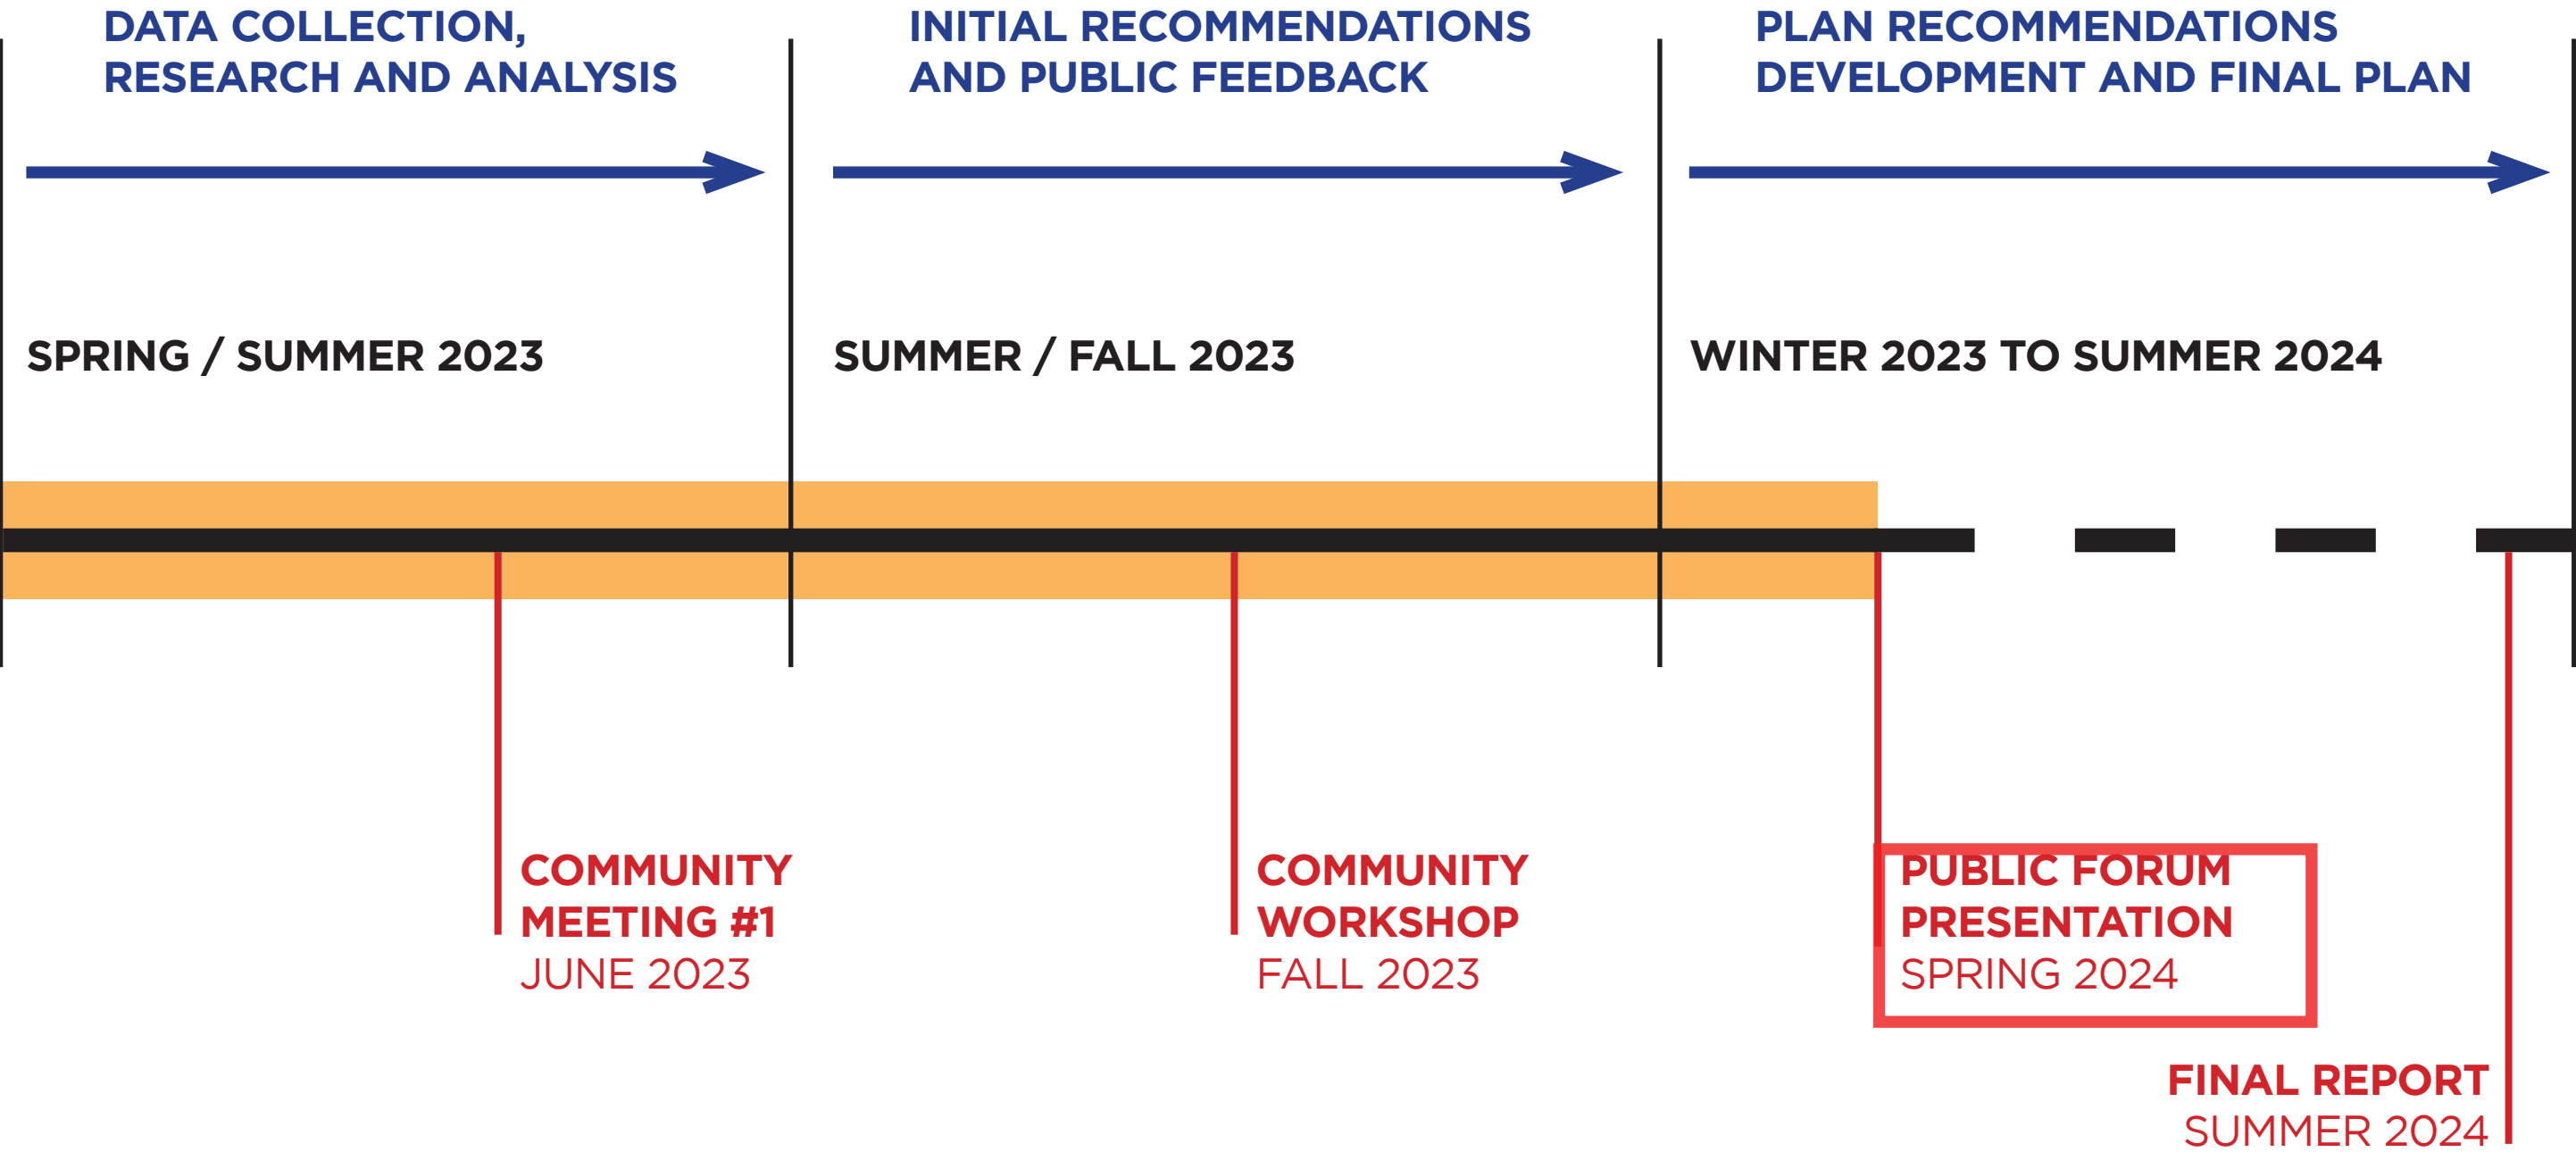 DATA COLLECTION,
RESEARCH AND ANALYSIS
INITIAL RECOMMENDATIONS
AND PUBLIC FEEDBACK
PLAN RECOMMENDATIONS
DEVELOPMENT AND FINAL PLAN
SPRING / SUMMER 2023
SUMMER / FALL 2023
WINTER 2023 TO SUMMER 2024
COMMUNITY
MEETING #1
JUNE 2023
COMMUNITY
WORKSHOP
FALL 2023
PUBLIC FORUM
PRESENTATION
SPRING 2024
FINAL REPORT
SUMMER 2024